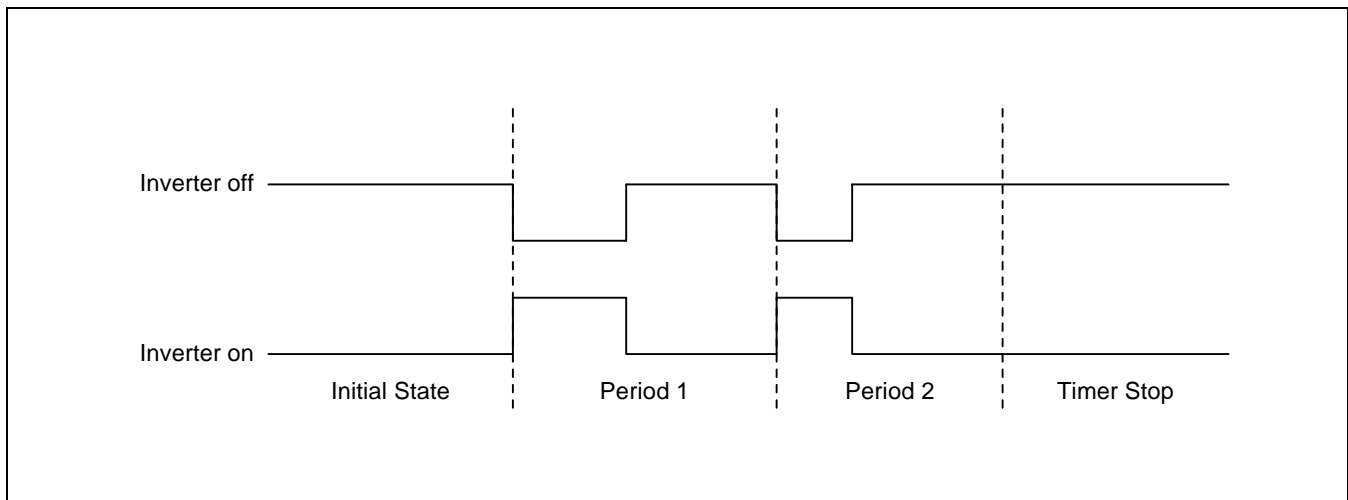 Inverter off
Inverter on
Initial State
Period 1
Period 2
Timer Stop